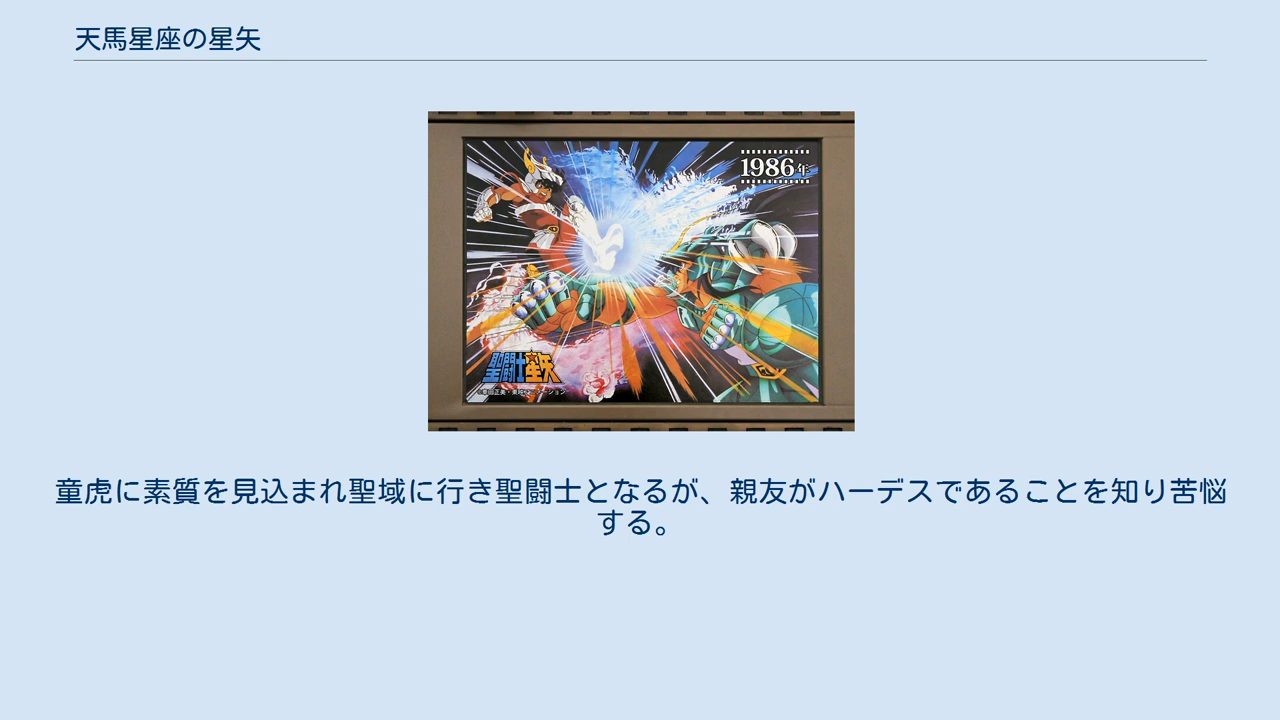 天馬星座の星矢
1986年
聖闘士星矢
童虎に素質を見込まれ聖域に行き聖闘士となるが、親友がハーデスであることを知り苦悩
する。